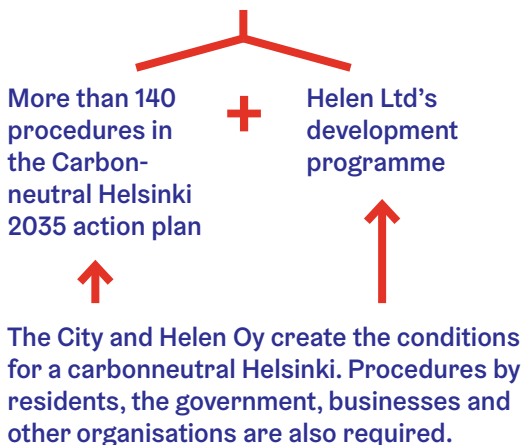 More than 140
procedures in
the Carbon-
neutral Helsinki
2035 action plan
+
Helen Ltd’s
development
programme
The City and Helen Oy create the conditions
for a carbonneutral Helsinki. Procedures by
residents, the government, businesses and
other organisations are also required.